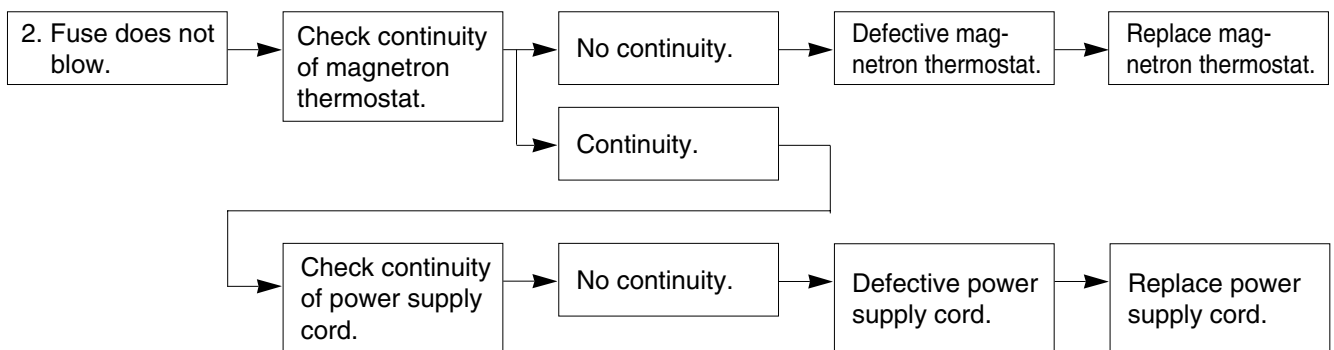 2. Fuse does not
blow.
Check continuity
of magnetron
thermostat.
No continuity.
Defective mag-
netron thermostat.
Replace mag-
netron thermostat.
Continuity.
Check continuity
of power supply
cord.
No continuity.
Defective power
supply cord.
Replace power
supply cord.